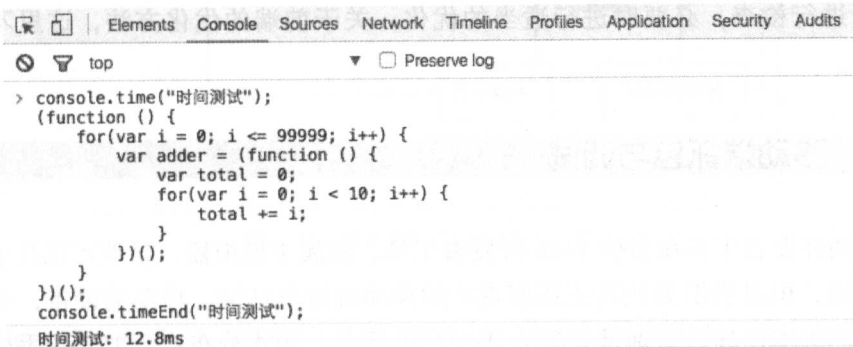 Elements Console Sources Network Timeline Profiles Application Security Audits
top Preserve log
> console.time("时间测试");
(function () {
    for(var i = 0; i <= 99999; i++) {
        var adder = (function () {
            var total = 0;
            for(var i = 0; i < 10; i++) {
                total += i;
            }
        })();
    }
})();
console.timeEnd("时间测试");
时间测试: 12.8ms